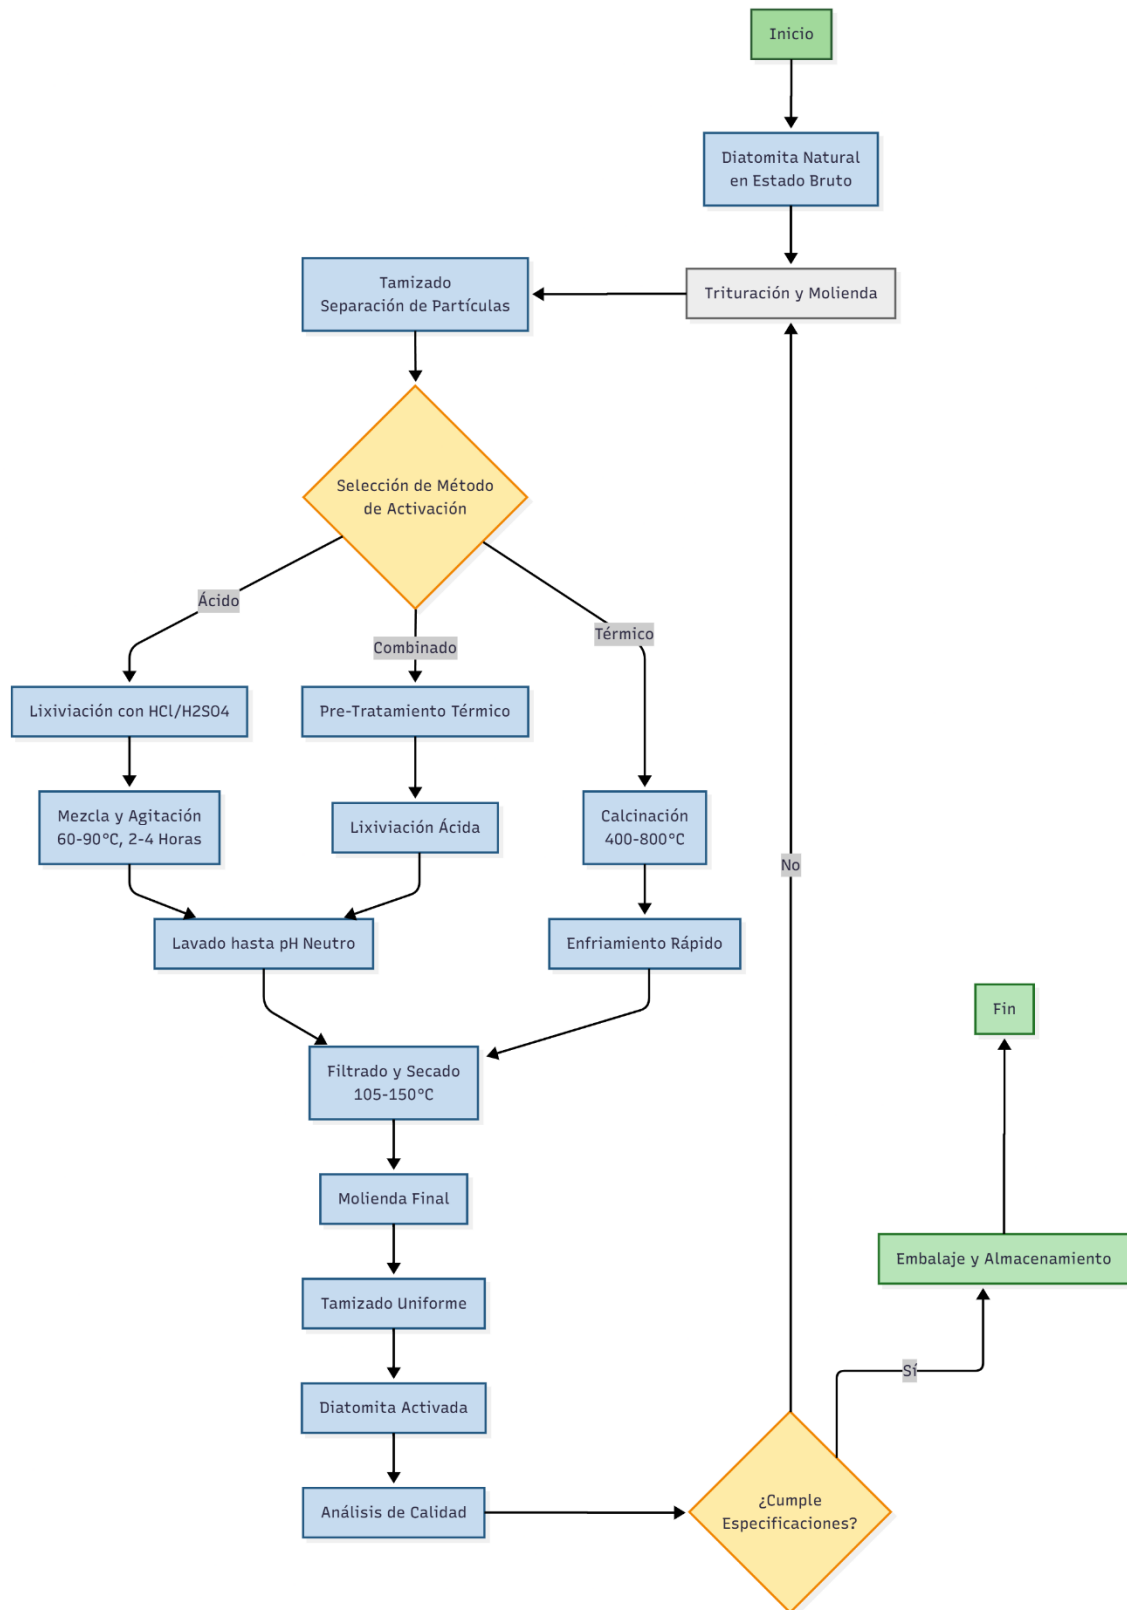 Inicio
Diatomita Natural
en Estado Bruto
Tamizado
Separación de Partículas
Trituración y Molienda
Selección de Método
de Activación
Ácido
Combinado
Térmico
Lixiviación con HCl/H2SO4
Pre-Tratamiento Térmico
Mezcla y Agitación
60-90°C, 2-4 Horas
Lixiviación Ácida
Calcinación
400-800°C
No
Lavado hasta pH Neutro
Enfriamiento Rápido
Fin
Filtrado y Secado
105-150°C
Molienda Final
Embalaje y Almacenamiento
Tamizado Uniforme
Sí
Diatomita Activada
Análisis de Calidad
¿Cumple
Especificaciones?